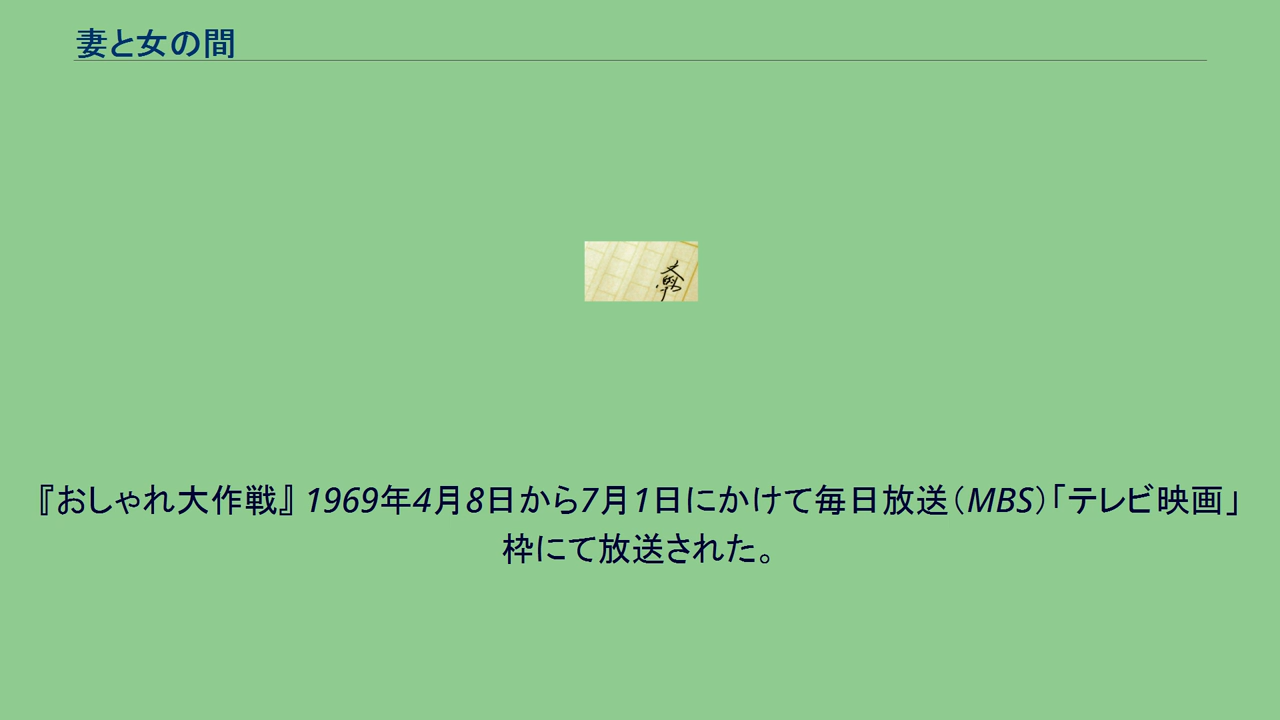 妻と女の間
『おしゃれ大作戦』 1969年4月8日から7月1日にかけて毎日放送（MBS）「テレビ映画」
枠にて放送された。